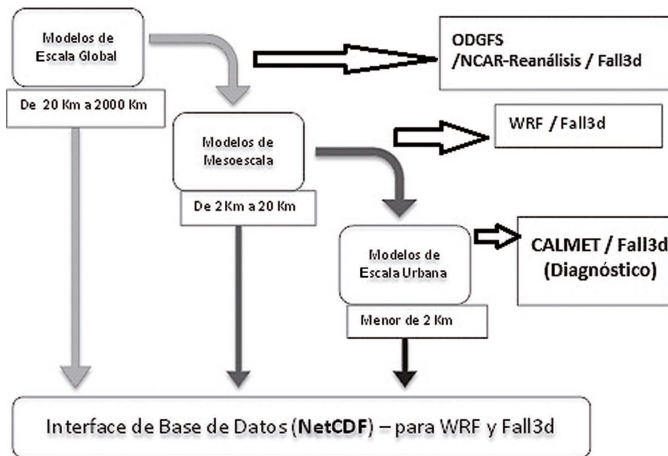 Modelos de
Escala Global
De 20 Km a 2000 Km
ODGFS
/NCAR-Reanálisis / Fall3d
Modelos de
Mesoescala
De 2 Km a 20 Km
WRF / Fall3d
Modelos de
Escala Urbana
Menor de 2 Km
CALMET / Fall3d
(Diagnóstico)
Interface de Base de Datos (NetCDF) – para WRF y Fall3d